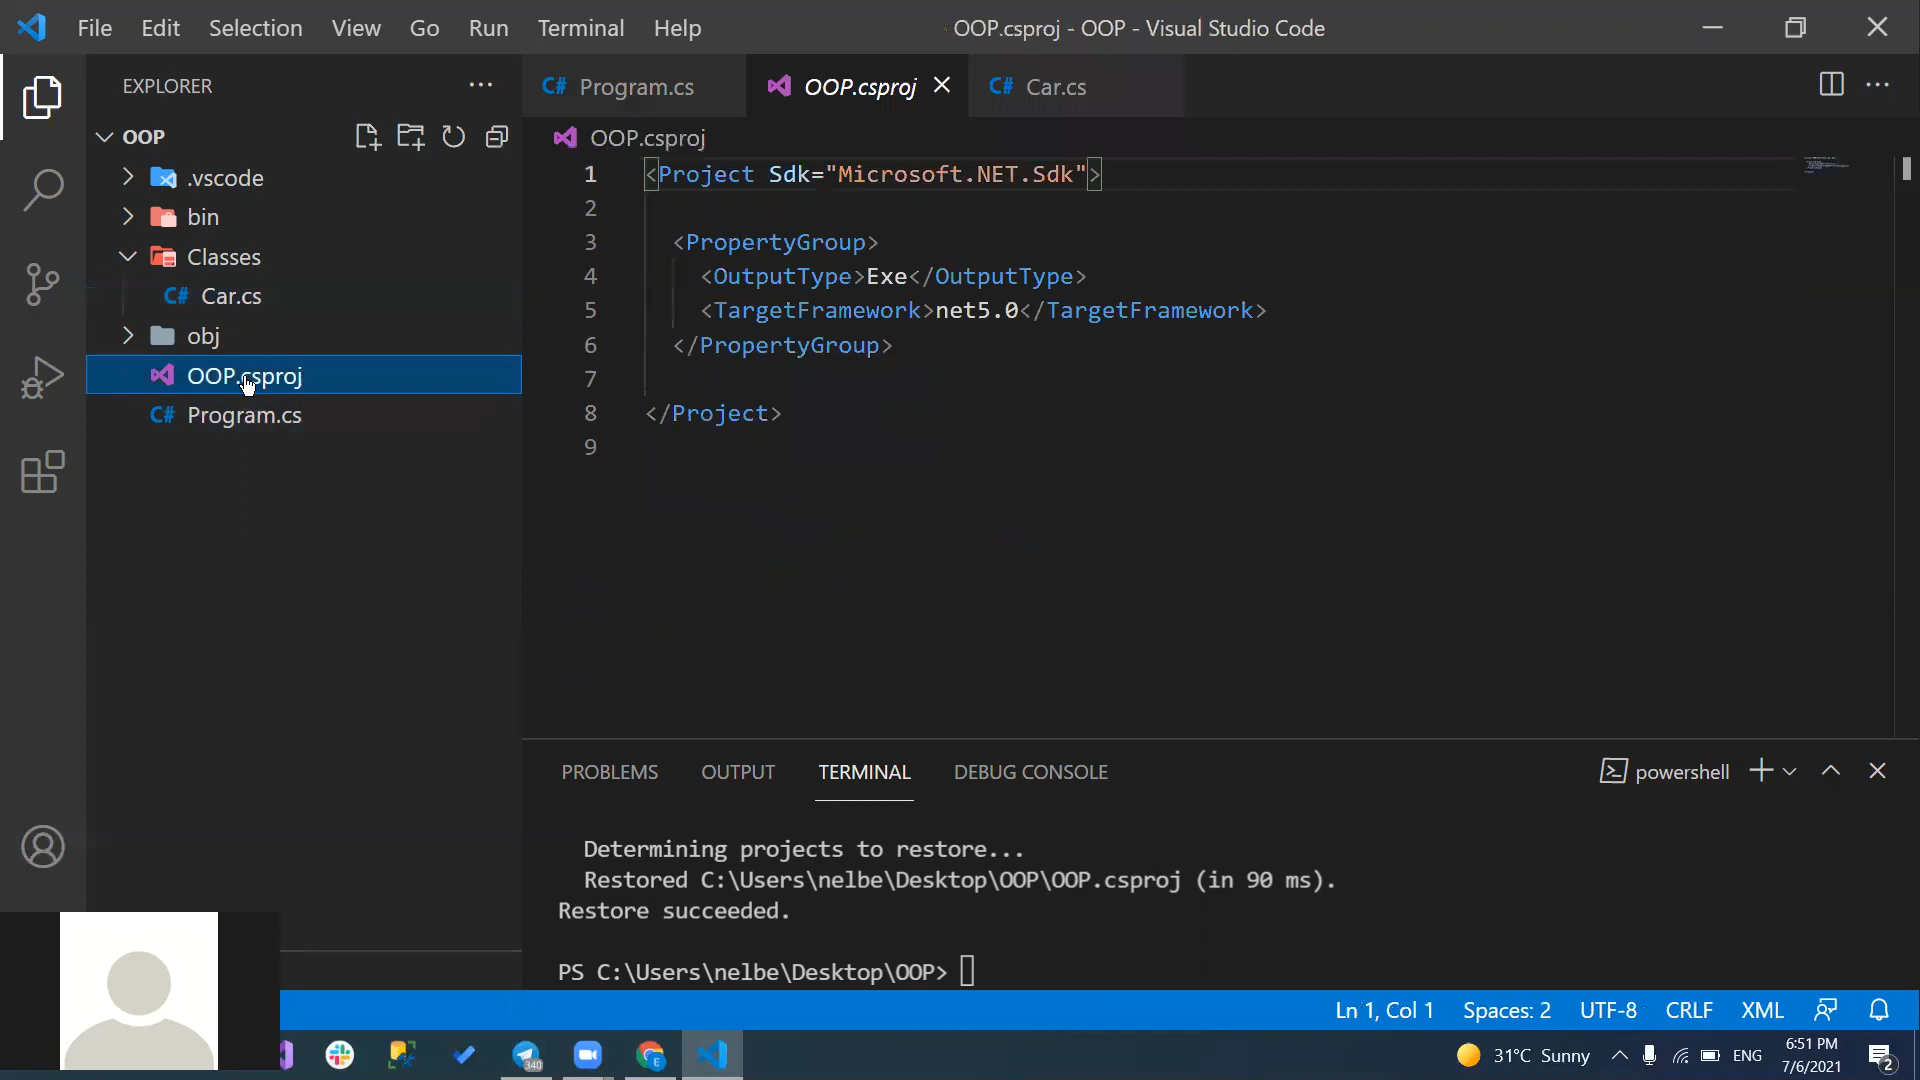 File Edit Selection View Go Run Terminal Help
OOP.csproj - OOP - Visual Studio Code
EXPLORER
OOP
.vscode
bin
Classes
C# Car.cs
obj
OOP.csproj
C# Program.cs
C# Program.cs
OOP.csproj
C# Car.cs
OOP.csproj
1 <Project Sdk="Microsoft.NET.Sdk">
2
3 <PropertyGroup>
4 <OutputType>Exe</OutputType>
5 <TargetFramework>net5.0</TargetFramework>
6 </PropertyGroup>
7
8 </Project>
9
PROBLEMS OUTPUT TERMINAL DEBUG CONSOLE
powershell
Determining projects to restore...
Restored C:\Users\nelbe\Desktop\OOP\OOP.csproj (in 90 ms).
Restore succeeded.
PS C:\Users\nelbe\Desktop\OOP>
Ln 1, Col 1 Spaces: 2 UTF-8 CRLF XML
340
E
31°C Sunny
ENG
6:51 PM
7/6/2021
2